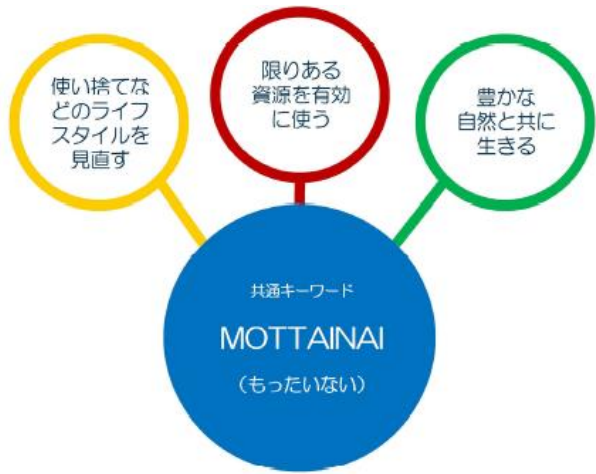 使い捨てな
どのライフ
スタイルを
見直す
限りある
資源を有効
に使う
豊かな
自然と共に
生きる
共通キーワード
MOTTAINAI
（もったいない）